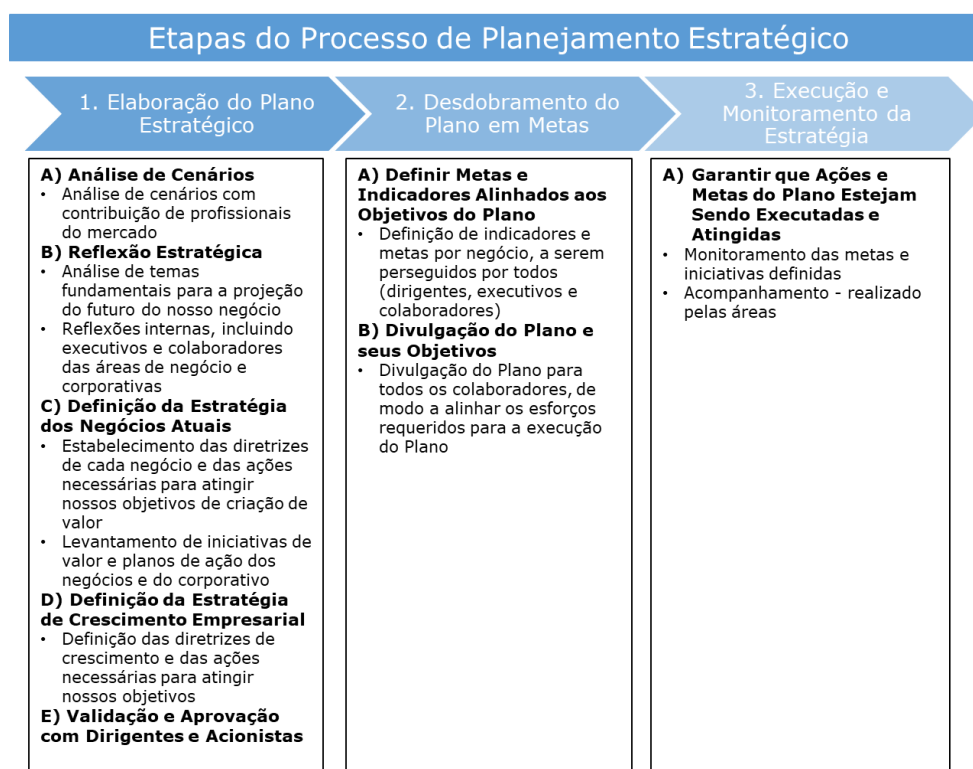 Etapas do Processo de Planejamento Estratégico
1. Elaboração do Plano
Estratégico
2. Desdobramento do
Plano em Metas
3. Execução e
Monitoramento da
Estratégia
A) Análise de Cenários
• Análise de cenários com
contribuição de profissionais
do mercado
B) Reflexão Estratégica
• Análise de temas
fundamentais para a projeção
do futuro do nosso negócio
• Reflexões internas, incluindo
executivos e colaboradores
das áreas de negócio e
corporativas
C) Definição da Estratégia
dos Negócios Atuais
• Estabelecimento das diretrizes
de cada negócio e das ações
necessárias para atingir
nossos objetivos de criação de
valor
• Levantamento de iniciativas de
valor e planos de ação dos
negócios e do corporativo
D) Definição da Estratégia
de Crescimento Empresarial
• Definição das diretrizes de
crescimento e das ações
necessárias para atingir
nossos objetivos
E) Validação e Aprovação
com Dirigentes e Acionistas
A) Definir Metas e
Indicadores Alinhados aos
Objetivos do Plano
• Definição de indicadores e
metas por negócio, a serem
perseguidos por todos
(dirigentes, executivos e
colaboradores)
B) Divulgação do Plano e
seus Objetivos
• Divulgação do Plano para
todos os colaboradores, de
modo a alinhar os esforços
requeridos para a execução
do Plano
A) Garantir que Ações e
Metas do Plano Estejam
Sendo Executadas e
Atingidas
• Monitoramento das metas e
iniciativas definidas
• Acompanhamento - realizado
pelas áreas